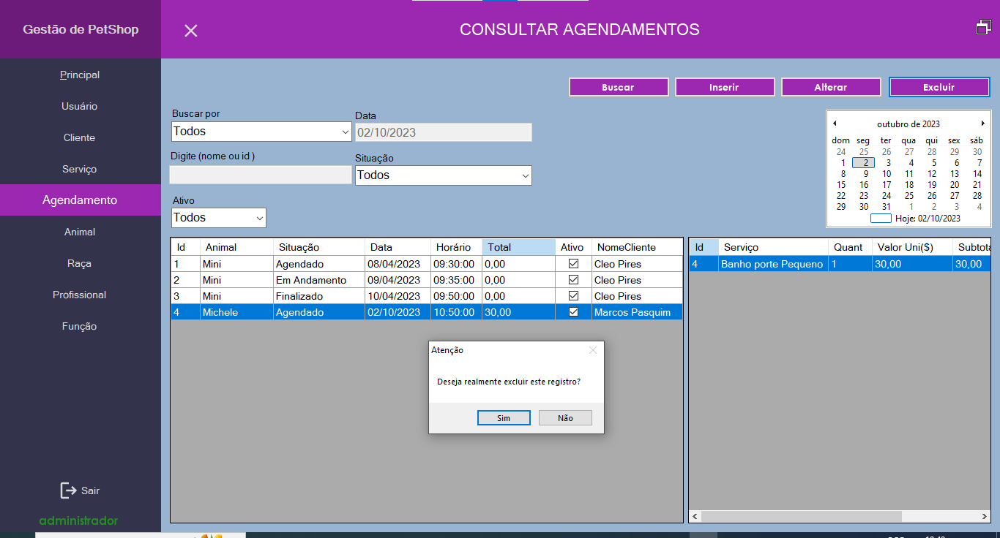 Gestão de PetShop
CONSULTAR AGENDAMENTOS
Principal
Usuário
Cliente
Serviço
Agendamento
Animal
Raça
Profissional
Função
Sair
administrador
Buscar Inserir Alterar Excluir
Buscar por Data
Todos 02/10/2023
Digite (nome ou id ) Situação
Todos
Ativo
Todos
outubro de 2023
dom seg ter qua qui sex sáb
24 25 26 27 28 29 30
1 2 3 4 5 6 7
8 9 10 11 12 13 14
15 16 17 18 19 20 21
22 23 24 25 26 27 28
29 30 31 1 2 3 4
Hoje: 02/10/2023
Id Animal Situação Data Horário Total Ativo NomeCliente
1 Mini Agendado 08/04/2023 09:30:00 0,00 Cleo Pires
2 Mini Em Andamento 09/04/2023 09:35:00 0,00 Cleo Pires
3 Mini Finalizado 10/04/2023 09:50:00 0,00 Cleo Pires
4 Michele Agendado 02/10/2023 10:50:00 30,00 Marcos Pasquim
Id Serviço Quant Valor Uni($) Subtota
4 Banho porte Pequeno 1 30,00 30,00
Atenção
Deseja realmente excluir este registro?
Sim Não